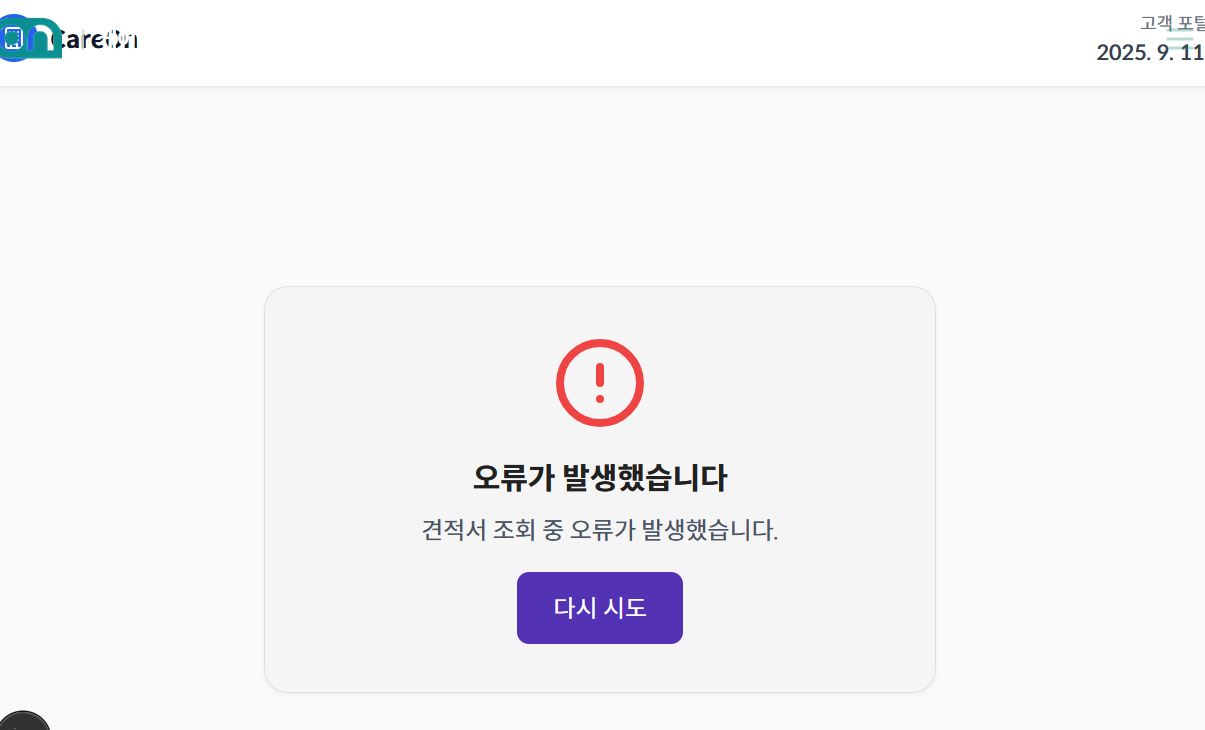 CareOn
고객 포털
2025. 9. 11
오류가 발생했습니다
견적서 조회 중 오류가 발생했습니다.
다시 시도